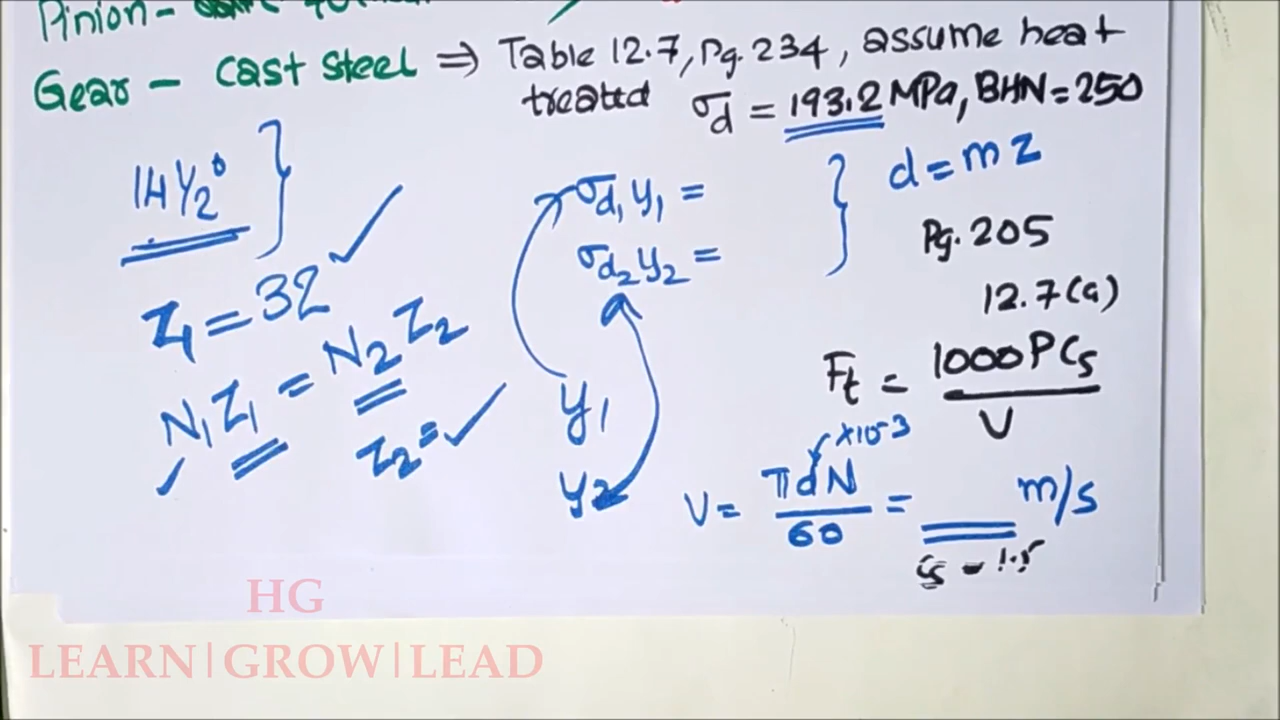 Pinion -
Gear - cast steel ⇒ Table 12.7, Pg. 234, assume heat
treated σd = 193.2 MPa, BHN = 250
14½° }
Z1 = 32 ✓
N1Z1 = N2Z2
Z2 = ✓
σd1 y1 =
σd2 y2 =
y1
y2
} d = mz
Pg. 205
12.7(a)
Ft = 1000PCs / V
×10-3
V = πdN / 60 = ___ m/s
Cs = 1.5
HG
LEARN|GROW|LEAD